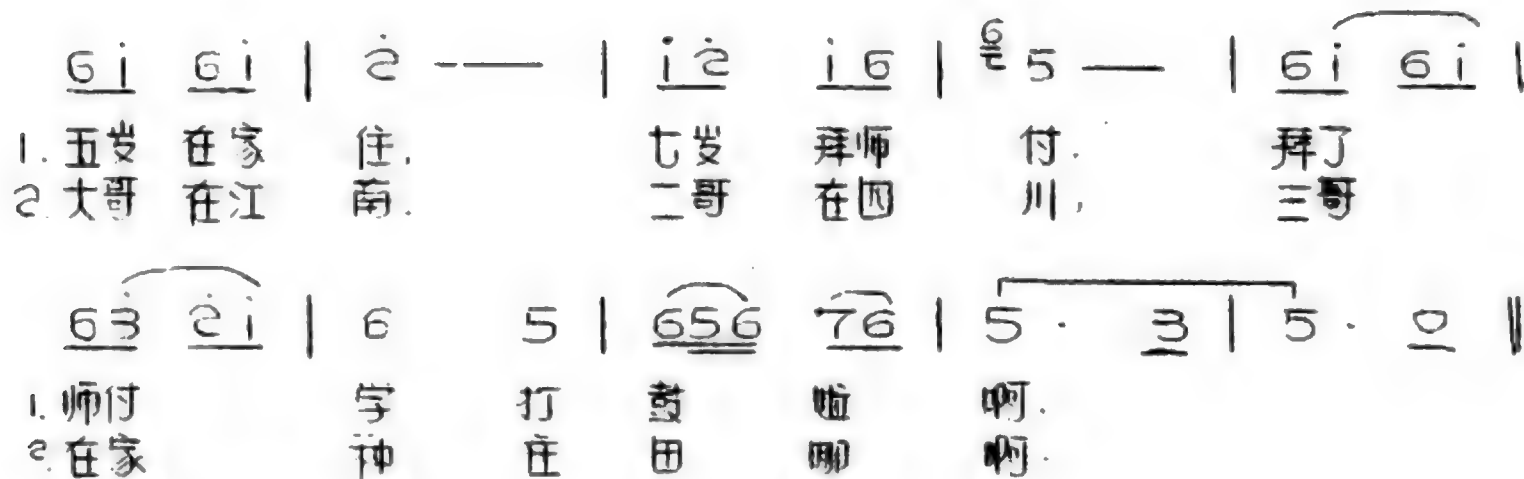 6i 6i | 2̇ — — | i2̇ i6 | 6 5 — | 6i 6i |
1. 五岁 在家 住. 七岁 拜师 付. 拜了
2. 大哥 在江 南. 二哥 在四 川, 三哥
63̇ 2̇i | 6 5 | 656 76 | 5 · 3 | 5 · 0 ‖
1. 师付 学 打 鼓 啦 啊.
2. 在家 种 庄 田 哪 啊.